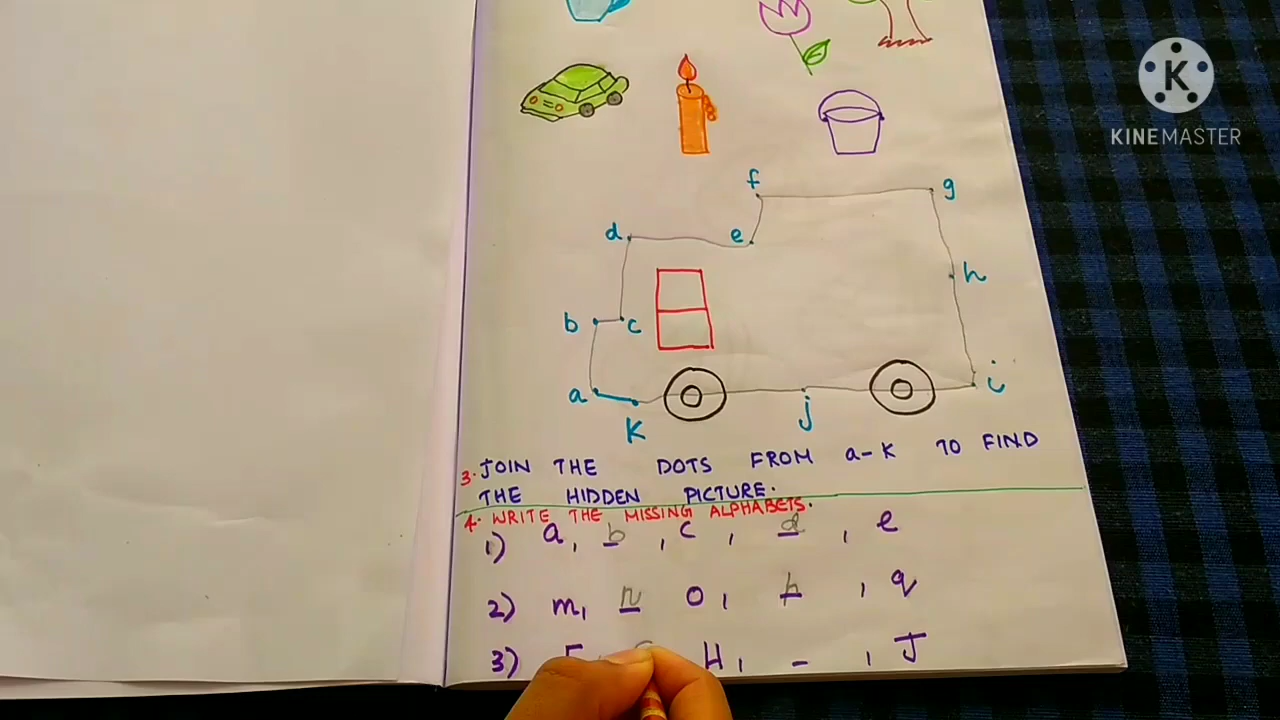 K
KINEMASTER
f
g
d
e
h
b
c
a
i
j
K
3. JOIN THE DOTS FROM a-K TO FIND
THE HIDDEN PICTURE.
4. WRITE THE MISSING ALPHABETS.
1) a, b, c, d, e
2) m, n o, p, q
3) F H, _, J